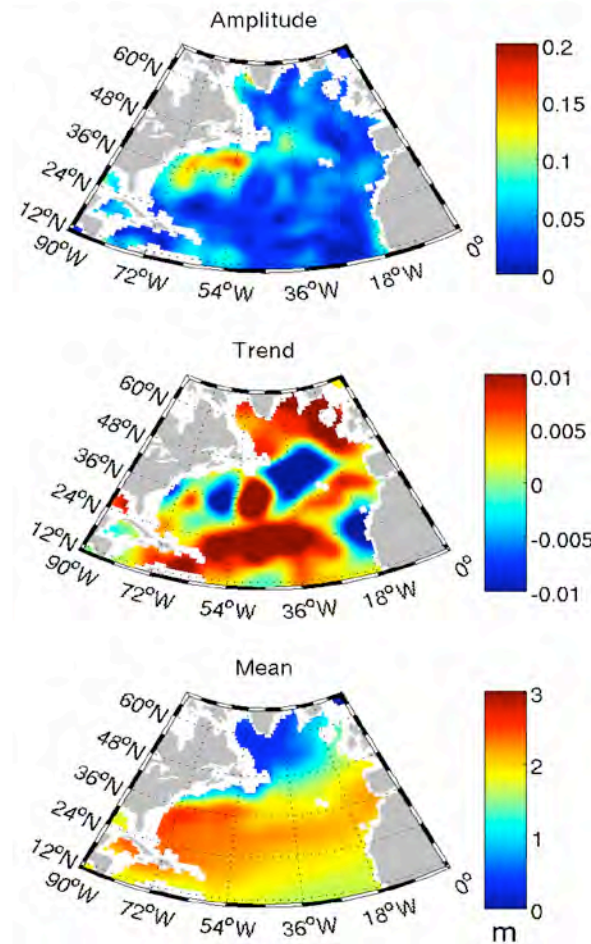 Amplitude
60°N
48°N
36°N
24°N
12°N
90°W
72°W
54°W
36°W
18°W
0°
0.2
0.15
0.1
0.05
0
Trend
60°N
48°N
36°N
24°N
12°N
90°W
72°W
54°W
36°W
18°W
0°
0.01
0.005
0
-0.005
-0.01
Mean
60°N
48°N
36°N
24°N
12°N
90°W
72°W
54°W
36°W
18°W
0°
3
2
1
0
m